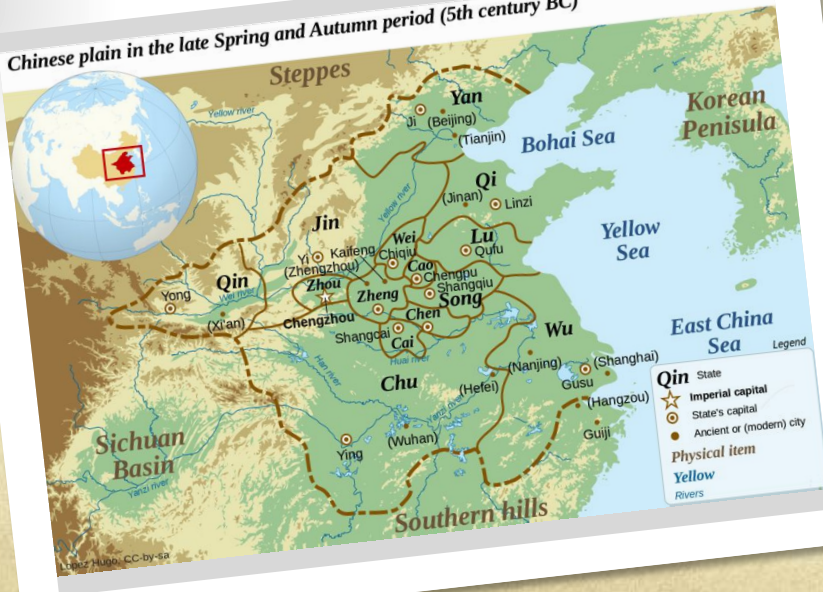 Chinese plain in the late Spring and Autumn period (5th century BC)
Steppes
Yellow river
Yan
Ji
(Beijing)
(Tianjin)
Korean
Penisula
Bohai Sea
Qi
(Jinan)
Linzi
Yellow river
Jin
Wei
Lu
Yellow
Sea
Yi
Kaifeng
(Zhengzhou)
Chiqiu
Qufu
Cao
Chengpu
Qin
Zhou
Shangqiu
Yong
Wei river
Zheng
Song
(Xi'an)
Chengzhou
Chen
Shangcai
Cai
Wu
East China
Sea
Huai river
Han river
(Nanjing)
(Shanghai)
Chu
(Hefei)
Gusu
(Hangzou)
Yanzi river
Guiji
Sichuan
Basin
Ying
(Wuhan)
Yanzi river
Southern hills
Legend
Qin State
Imperial capital
State's capital
Ancient or (modern) city
Physical item
Yellow
Rivers
Lopez Hugo, CC-by-sa